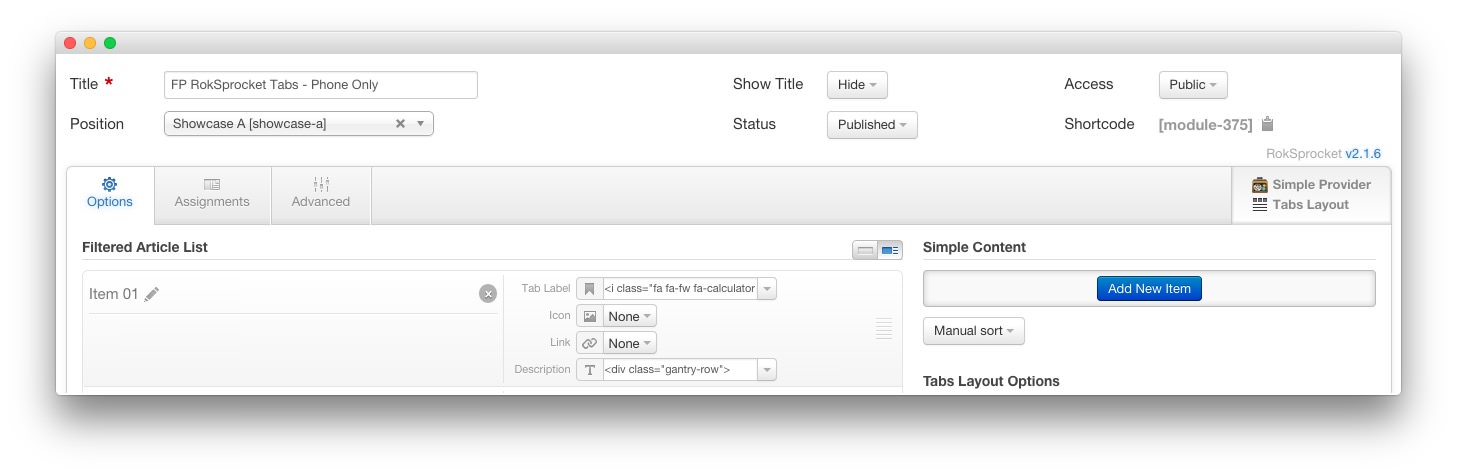 Title * FP RokSprocket Tabs - Phone Only Show Title Hide Access Public
Position Showcase A [showcase-a] Status Published Shortcode [module-375]
RokSprocket v2.1.6
Options Assignments Advanced
Simple Provider
Tabs Layout
Filtered Article List
Item 01
Tab Label <i class="fa fa-fw fa-calculator
Icon None
Link None
Description <div class="gantry-row">
Simple Content
Add New Item
Manual sort
Tabs Layout Options